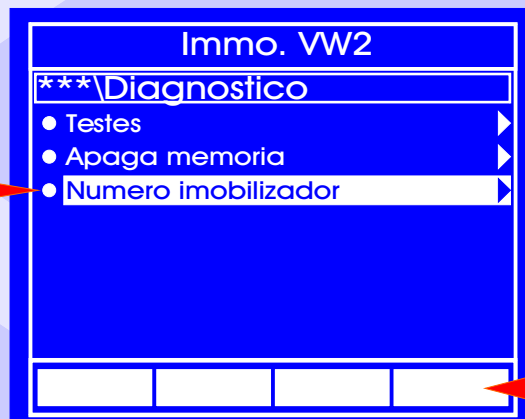 Immo. VW2
***\Diagnostico
Testes
Apaga memoria
Numero imobilizador